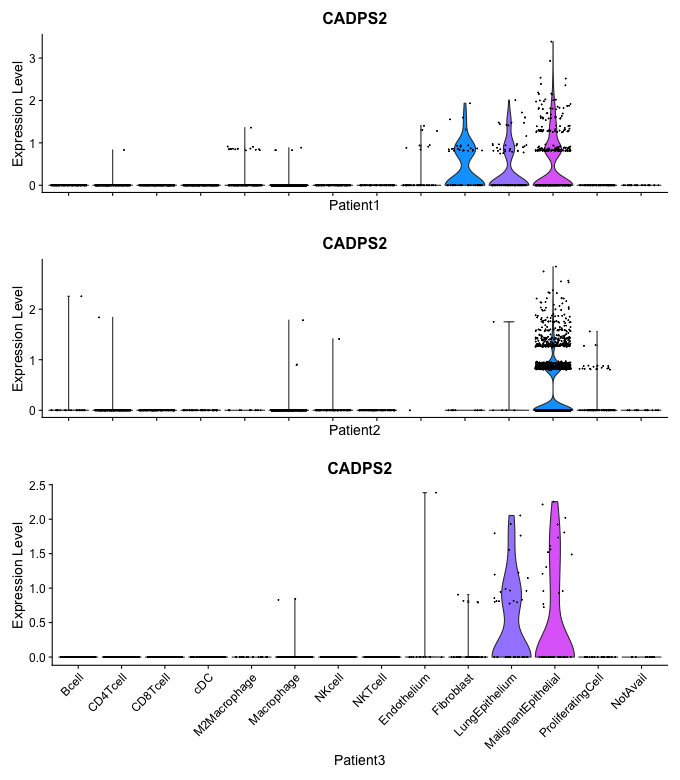 CADPS2
Expression Level
3
2
1
0
Patient1
CADPS2
Expression Level
2
1
0
Patient2
CADPS2
Expression Level
2.5
2.0
1.5
1.0
0.5
0.0
Bcell
CD4Tcell
CD8Tcell
cDC
M2Macrophage
Macrophage
NKcell
NKTcell
Endothelium
Fibroblast
LungEpithelium
MalignantEpithelial
ProliferatingCell
NotAvail
Patient3